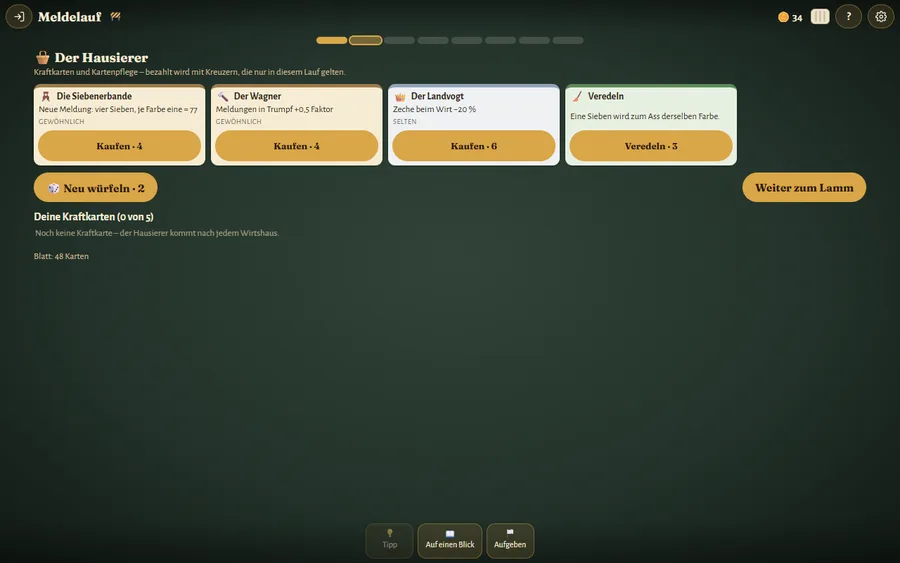 Meldelauf
34
?
Der Hausierer
Kraftkarten und Kartenpflege – bezahlt wird mit Kreuzern, die nur in diesem Lauf gelten.
Die Siebenerbande
Neue Meldung: vier Sieben, je Farbe eine = 77
GEWÖHNLICH
Kaufen · 4
Der Wagner
Meldungen in Trumpf +0,5 Faktor
GEWÖHNLICH
Kaufen · 4
Der Landvogt
Zeche beim Wirt −20 %
SELTEN
Kaufen · 6
Veredeln
Eine Sieben wird zum Ass derselben Farbe.
Veredeln · 3
Neu würfeln · 2
Weiter zum Lamm
Deine Kraftkarten (0 von 5)
Noch keine Kraftkarte – der Hausierer kommt nach jedem Wirtshaus.
Blatt: 48 Karten
Tipp
Auf einen Blick
Aufgeben